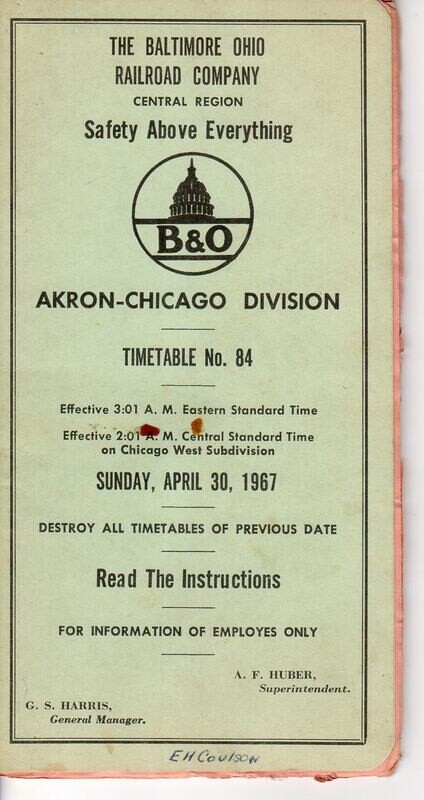 THE BALTIMORE OHIO
RAILROAD COMPANY
CENTRAL REGION
Safety Above Everything
B&O
AKRON-CHICAGO DIVISION
TIMETABLE No. 84
Effective 3:01 A. M. Eastern Standard Time
Effective 2:01 A. M. Central Standard Time
on Chicago West Subdivision
SUNDAY, APRIL 30, 1967
DESTROY ALL TIMETABLES OF PREVIOUS DATE
Read The Instructions
FOR INFORMATION OF EMPLOYES ONLY
A. F. HUBER,
Superintendent.
G. S. HARRIS,
General Manager.
EH Coulson